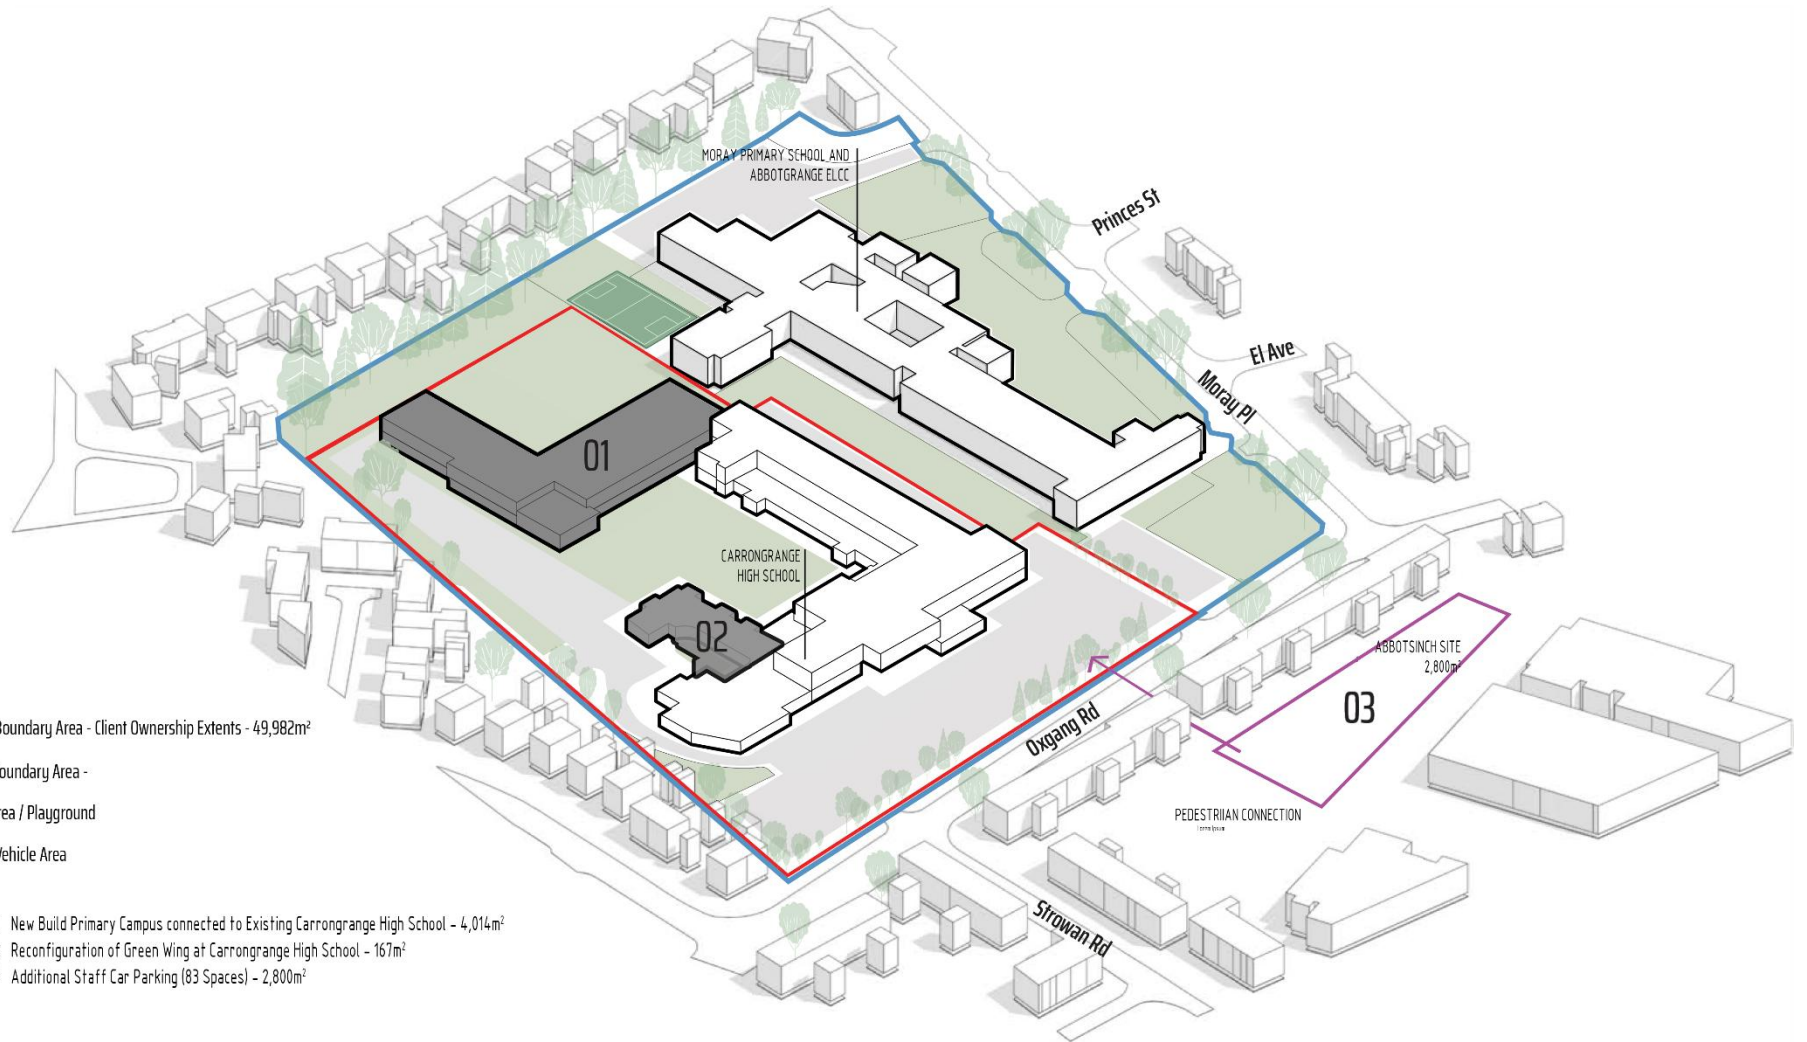 MORAY PRIMARY SCHOOL AND
ABBOTGRANGE ELCC
Princes St
El Ave
Moray Pl
01
CARRONGRANGE
HIGH SCHOOL
02
ABBOTSINCH SITE
2,800m²
03
Oxgang Rd
PEDESTRIIAN CONNECTION
Lorem Ipsum
Strowan Rd
Boundary Area - Client Ownership Extents - 49,982m²
oundary Area -
rea / Playground
Vehicle Area
New Build Primary Campus connected to Existing Carrongrange High School - 4,014m²
Reconfiguration of Green Wing at Carrongrange High School - 167m²
Additional Staff Car Parking (83 Spaces) - 2,800m²